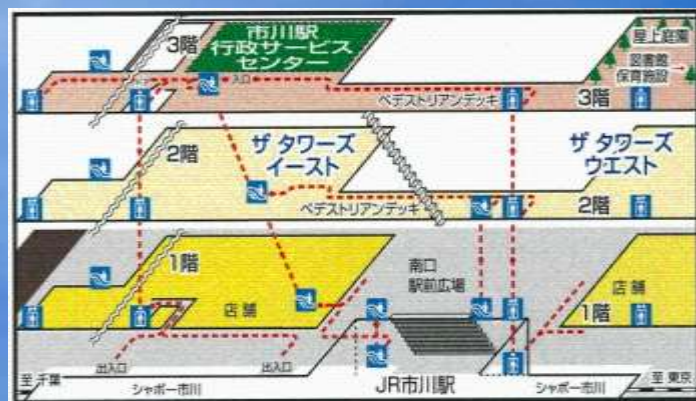 3階
市川駅
行政サービス
センター
入口
屋上庭園
図書館
保育施設
ペデストリアンデッキ
3階
2階
ザ タワーズ
イースト
ザ タワーズ
ウエスト
ペデストリアンデッキ
2階
1階
店舗
南口
駅前広場
店舗
1階
出入口
出入口
至 千葉
シャポー市川
JR市川駅
シャポー市川
至 東京